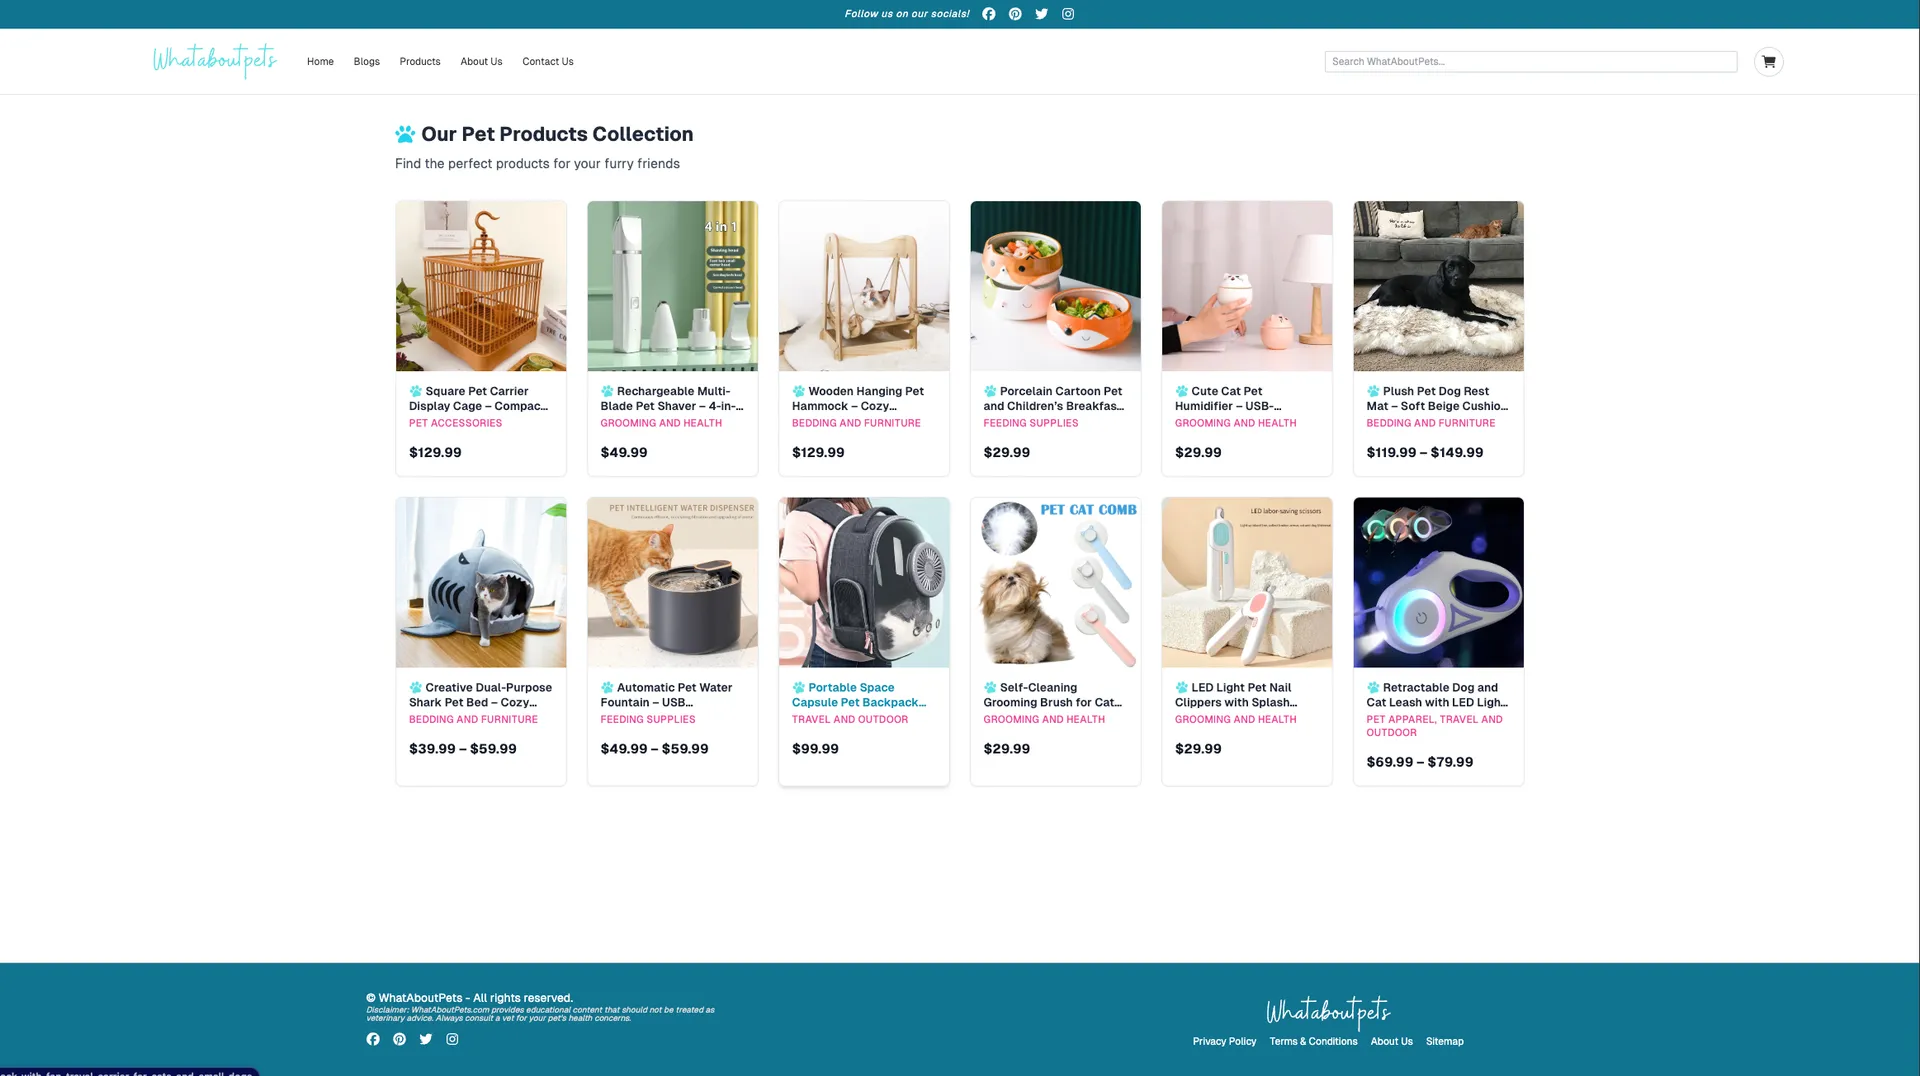 Follow us on our socials!
Whataboutpets
Home
Blogs
Products
About Us
Contact Us
Search WhatAboutPets...
Our Pet Products Collection
Find the perfect products for your furry friends
4 in 1
Square Pet Carrier
Display Cage – Compac...
PET ACCESSORIES
$129.99
Rechargeable Multi-
Blade Pet Shaver – 4-in-...
GROOMING AND HEALTH
$49.99
Wooden Hanging Pet
Hammock – Cozy...
BEDDING AND FURNITURE
$129.99
Porcelain Cartoon Pet
and Children's Breakfas...
FEEDING SUPPLIES
$29.99
Cute Cat Pet
Humidifier – USB-...
GROOMING AND HEALTH
$29.99
Plush Pet Dog Rest
Mat – Soft Beige Cushio...
BEDDING AND FURNITURE
$119.99 – $149.99
PET INTELLIGENT WATER DISPENSER
PET CAT COMB
LED labor-saving scissors
Creative Dual-Purpose
Shark Pet Bed – Cozy...
BEDDING AND FURNITURE
$39.99 – $59.99
Automatic Pet Water
Fountain – USB...
FEEDING SUPPLIES
$49.99 – $59.99
Portable Space
Capsule Pet Backpack...
TRAVEL AND OUTDOOR
$99.99
Self-Cleaning
Grooming Brush for Cat...
GROOMING AND HEALTH
$29.99
LED Light Pet Nail
Clippers with Splash...
GROOMING AND HEALTH
$29.99
Retractable Dog and
Cat Leash with LED Ligh...
PET APPAREL, TRAVEL AND
OUTDOOR
$69.99 – $79.99
© WhatAboutPets - All rights reserved.
Disclaimer: WhatAboutPets.com provides educational content that should not be treated as
veterinary advice. Always consult a vet for your pet's health concerns.
Whataboutpets
Privacy Policy
Terms & Conditions
About Us
Sitemap